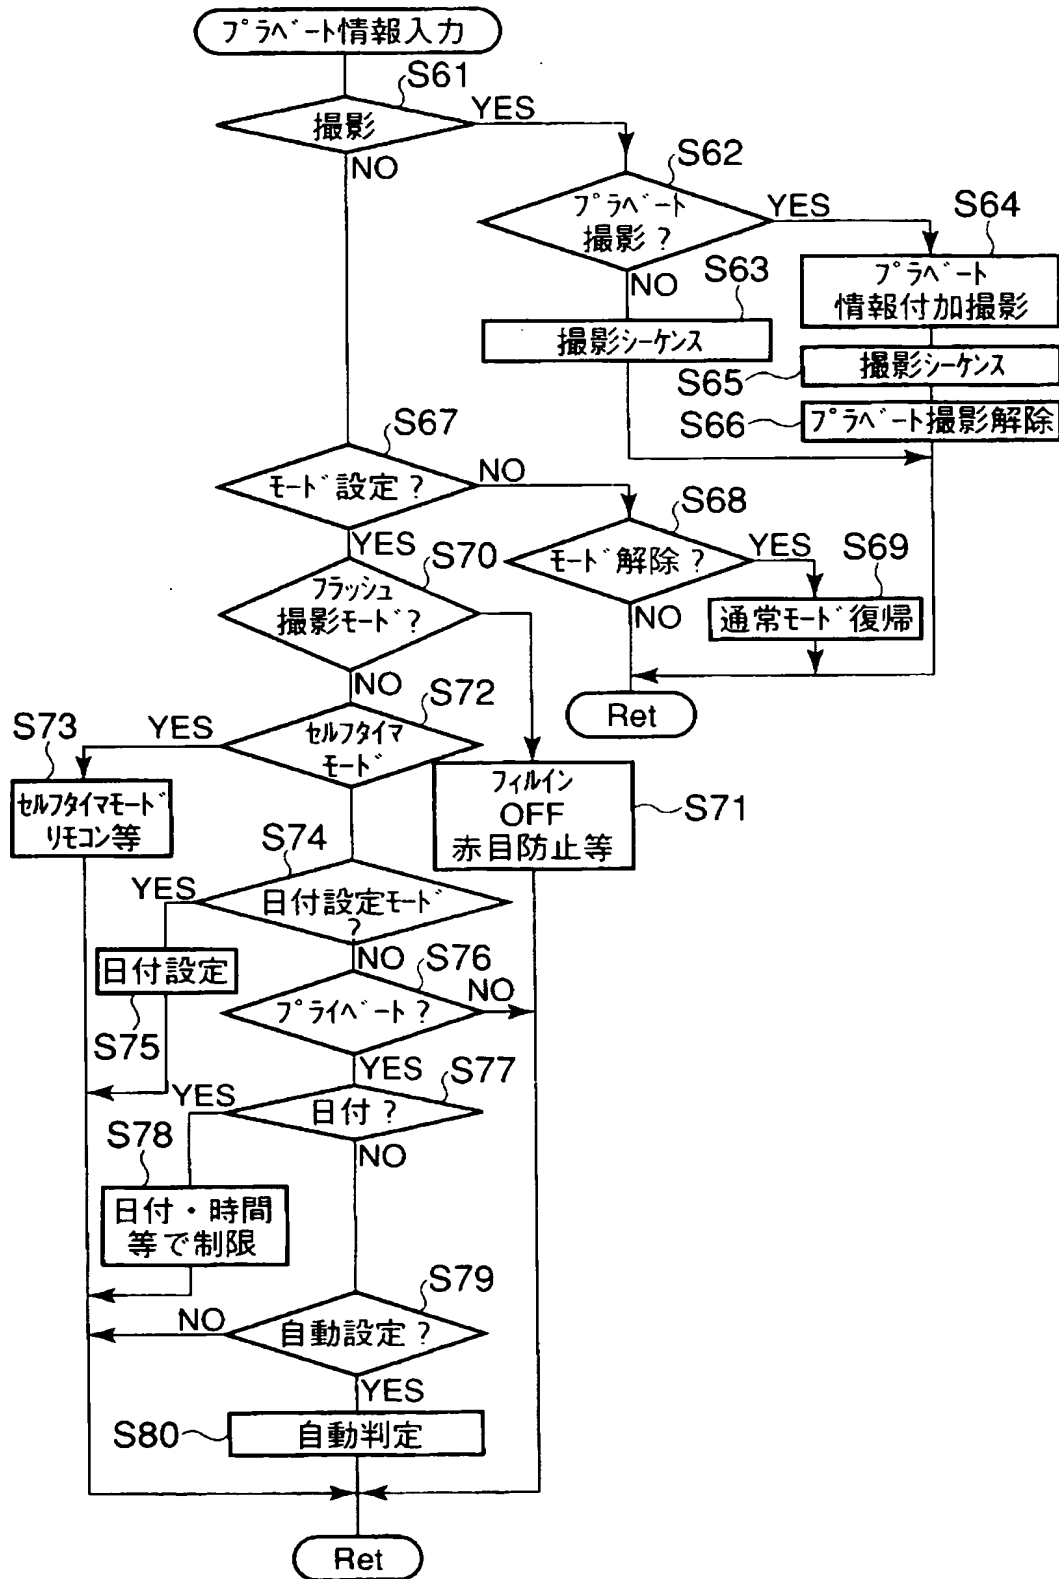 プラベート情報入力
S61
撮影
YES
NO
S62
プラベート
撮影？
YES
NO
S63
撮影シーケンス
S64
プラベート
情報付加撮影
S65
撮影シーケンス
S66
プラベート撮影解除
S67
モード設定？
NO
YES
S68
モード解除？
YES
NO
S69
通常モード復帰
Ret
S70
フラッシュ
撮影モード？
NO
S71
フィルイン
OFF
赤目防止等
S72
セルフタイマ
モード
YES
S73
セルフタイマモード
リモコン等
S74
日付設定モード
？
YES
NO
日付設定
S75
S76
プライベート？
NO
YES
S77
日付？
YES
NO
S78
日付・時間
等で制限
S79
自動設定？
NO
YES
S80
自動判定
Ret